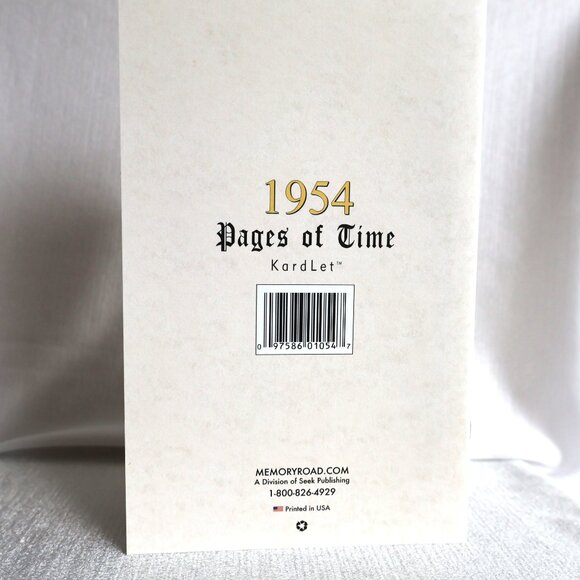 1954
Pages of Time
KardLet™
0 97586 01054 7
MEMORYROAD.COM
A Division of Seek Publishing
1-800-826-4929
Printed in USA